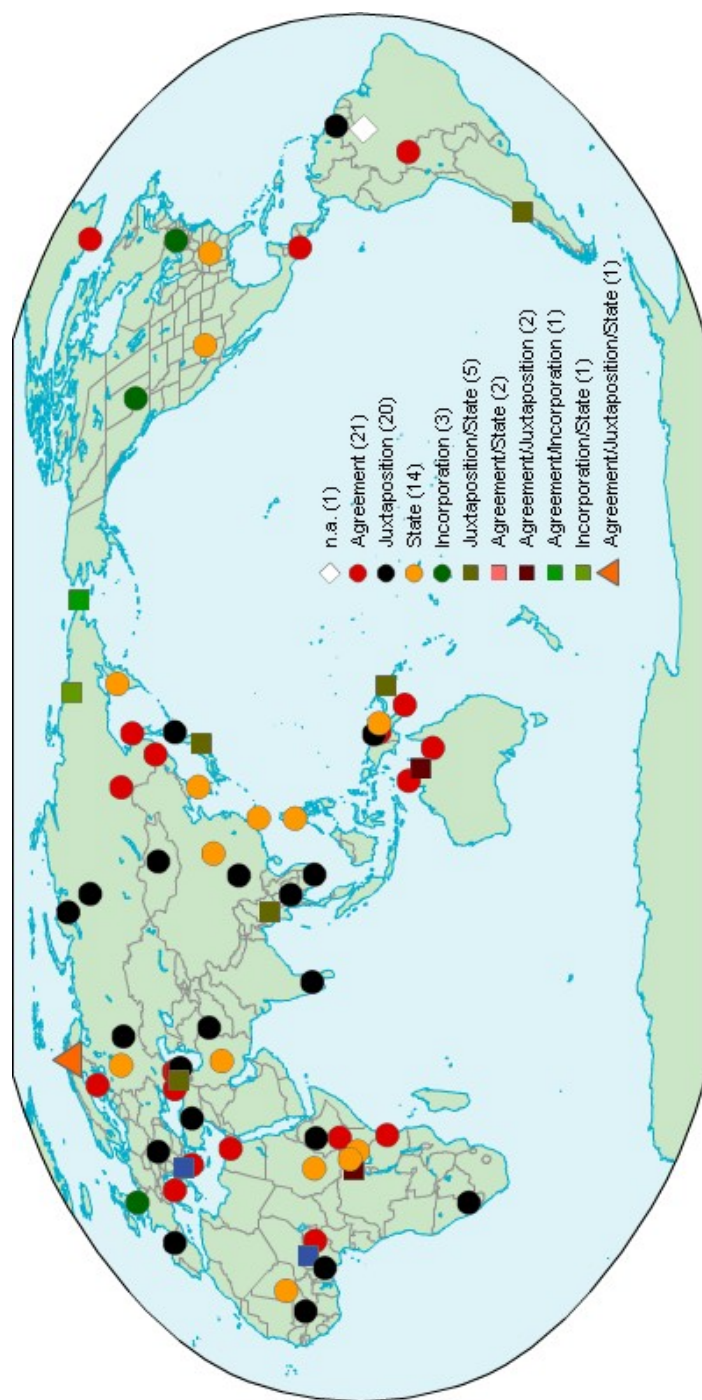 n.a. (1)
Agreement (21)
Juxtaposition (20)
State (14)
Incorporation (3)
Juxtaposition/State (5)
Agreement/State (2)
Agreement/Juxtaposition (2)
Agreement/Incorporation (1)
Incorporation/State (1)
Agreement/Juxtaposition/State (1)